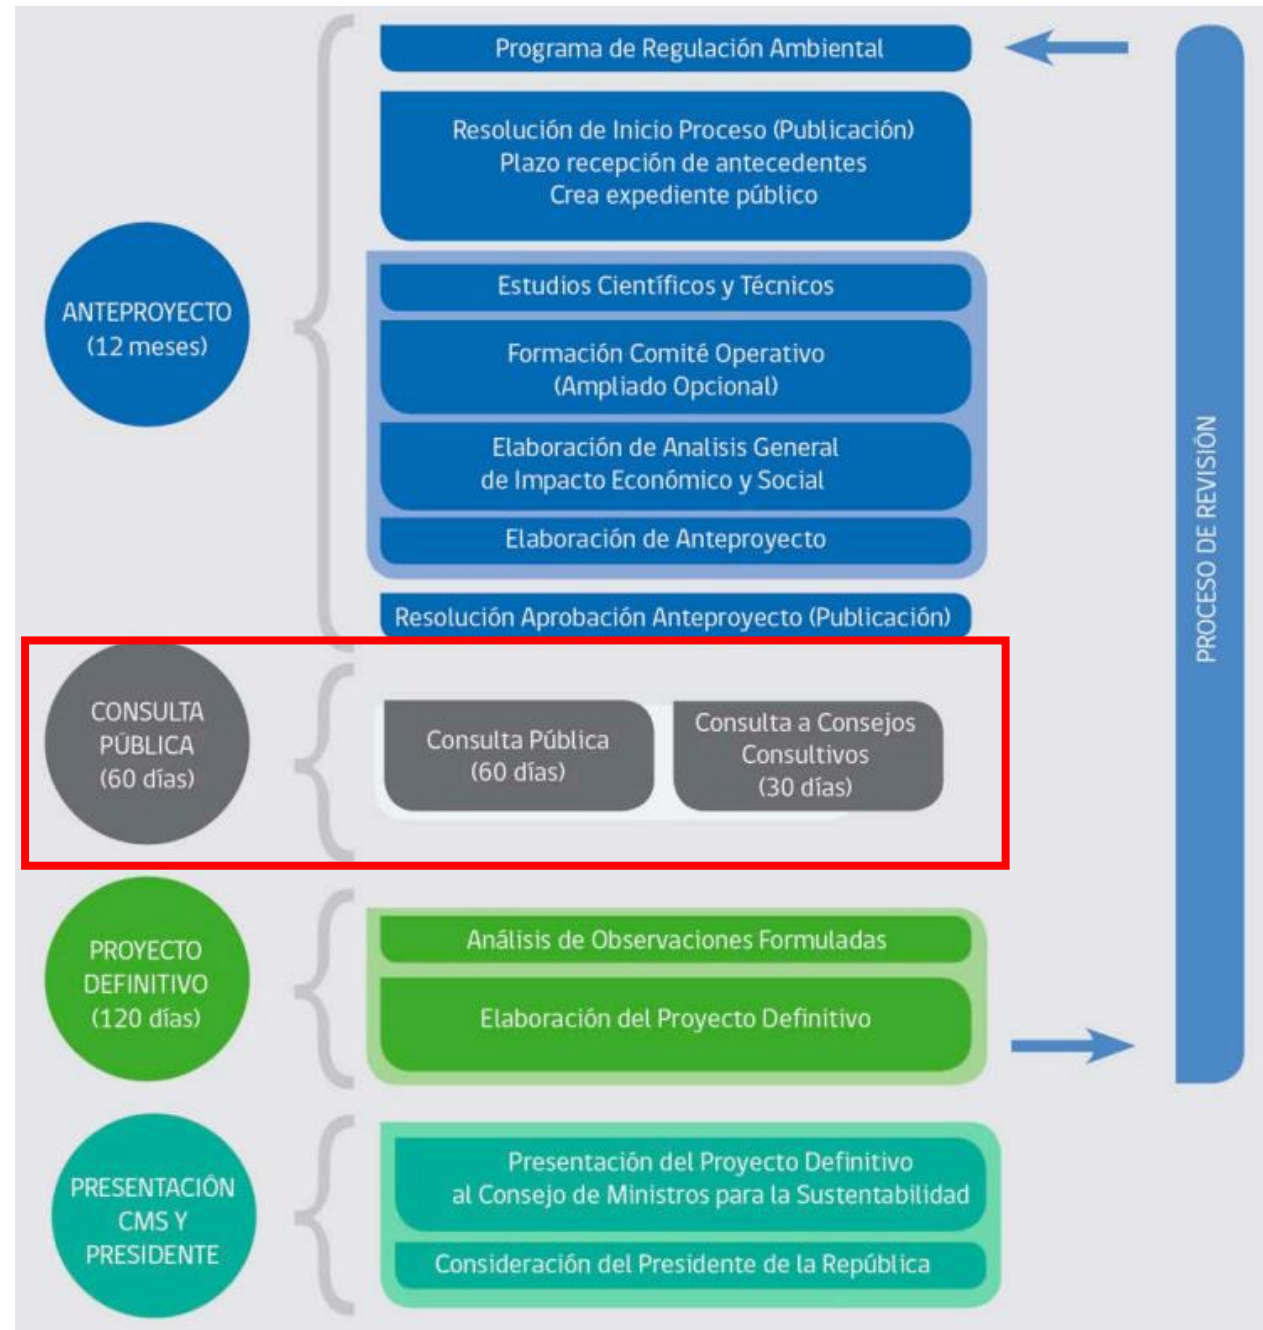 Programa de Regulación Ambiental
Resolución de Inicio Proceso (Publicación)
Plazo recepción de antecedentes
Crea expediente público
ANTEPROYECTO
(12 meses)
Estudios Científicos y Técnicos
Formación Comité Operativo
(Ampliado Opcional)
Elaboración de Analisis General
de Impacto Económico y Social
Elaboración de Anteproyecto
Resolución Aprobación Anteproyecto (Publicación)
CONSULTA
PÚBLICA
(60 días)
Consulta Pública
(60 días)
Consulta a Consejos
Consultivos
(30 días)
PROYECTO
DEFINITIVO
(120 días)
Análisis de Observaciones Formuladas
Elaboración del Proyecto Definitivo
PRESENTACIÓN
CMS Y
PRESIDENTE
Presentación del Proyecto Definitivo
al Consejo de Ministros para la Sustentabilidad
Consideración del Presidente de la República
PROCESO DE REVISIÓN